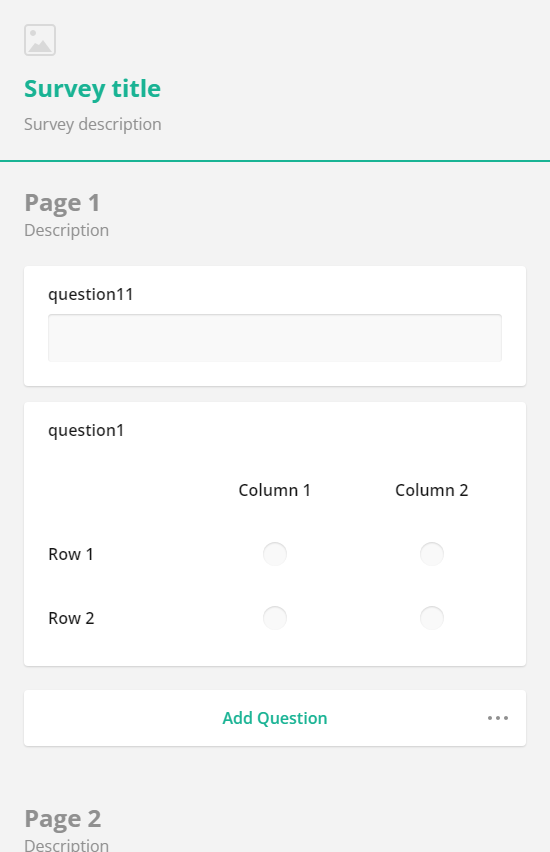 Survey title
Survey description
Page 1
Description
question11
question1
Column 1 Column 2
Row 1
Row 2
Add Question
Page 2
Description